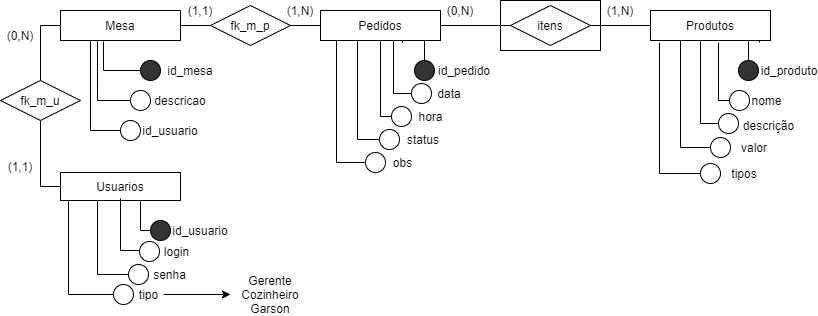 (1,1)
(1,N)
(0,N)
(1,N)
Mesa
fk_m_p
Pedidos
itens
Produtos
(0,N)
id_mesa
id_pedido
id_produto
fk_m_u
descricao
data
nome
id_usuario
hora
descrição
status
valor
(1,1)
obs
tipos
Usuarios
id_usuario
login
senha
tipo
Gerente
Cozinheiro
Garson